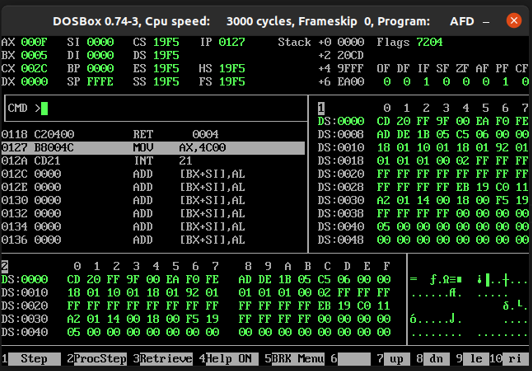 DOSBox 0.74-3, Cpu speed: 3000 cycles, Frameskip 0, Program: AFD
AX 000F SI 0000 CS 19F5 IP 0127 Stack +0 0000 Flags 7204
BX 0005 DI 0000 DS 19F5 +2 20CD
CX 002C BP 0000 ES 19F5 HS 19F5 +4 9FFF OF DF IF SF ZF AF PF CF
DX 0000 SP FFFE SS 19F5 FS 19F5 +6 EA00 0 0 1 0 0 0 1 0
CMD >
0118 C20400 RET 0004
0127 B8004C MOV AX,4C00
012A CD21 INT 21
012C 0000 ADD [BX+SI],AL
012E 0000 ADD [BX+SI],AL
0130 0000 ADD [BX+SI],AL
0132 0000 ADD [BX+SI],AL
0134 0000 ADD [BX+SI],AL
0136 0000 ADD [BX+SI],AL
1 0 1 2 3 4 5 6 7
DS:0000 CD 20 FF 9F 00 EA F0 FE
DS:0008 AD DE 1B 05 C5 06 00 00
DS:0010 18 01 10 01 18 01 92 01
DS:0018 01 01 01 00 02 FF FF FF
DS:0020 FF FF FF FF FF FF FF FF
DS:0028 FF FF FF FF EB 19 C0 11
DS:0030 A2 01 14 00 18 00 F5 19
DS:0038 FF FF FF FF 00 00 00 00
DS:0040 05 00 00 00 00 00 00 00
DS:0048 00 00 00 00 00 00 00 00
2 0 1 2 3 4 5 6 7 8 9 A B C D E F
DS:0000 CD 20 FF 9F 00 EA F0 FE AD DE 1B 05 C5 06 00 00
DS:0010 18 01 10 01 18 01 92 01 01 01 01 00 02 FF FF FF
DS:0020 FF FF FF FF FF FF FF FF FF FF FF FF EB 19 C0 11
DS:0030 A2 01 14 00 18 00 F5 19 FF FF FF FF 00 00 00 00
DS:0040 05 00 00 00 00 00 00 00 00 00 00 00 00 00 00 00
1 Step 2 ProcStep 3 Retrieve 4 Help ON 5 BRK Menu 6 7 up 8 dn 9 le 10 ri